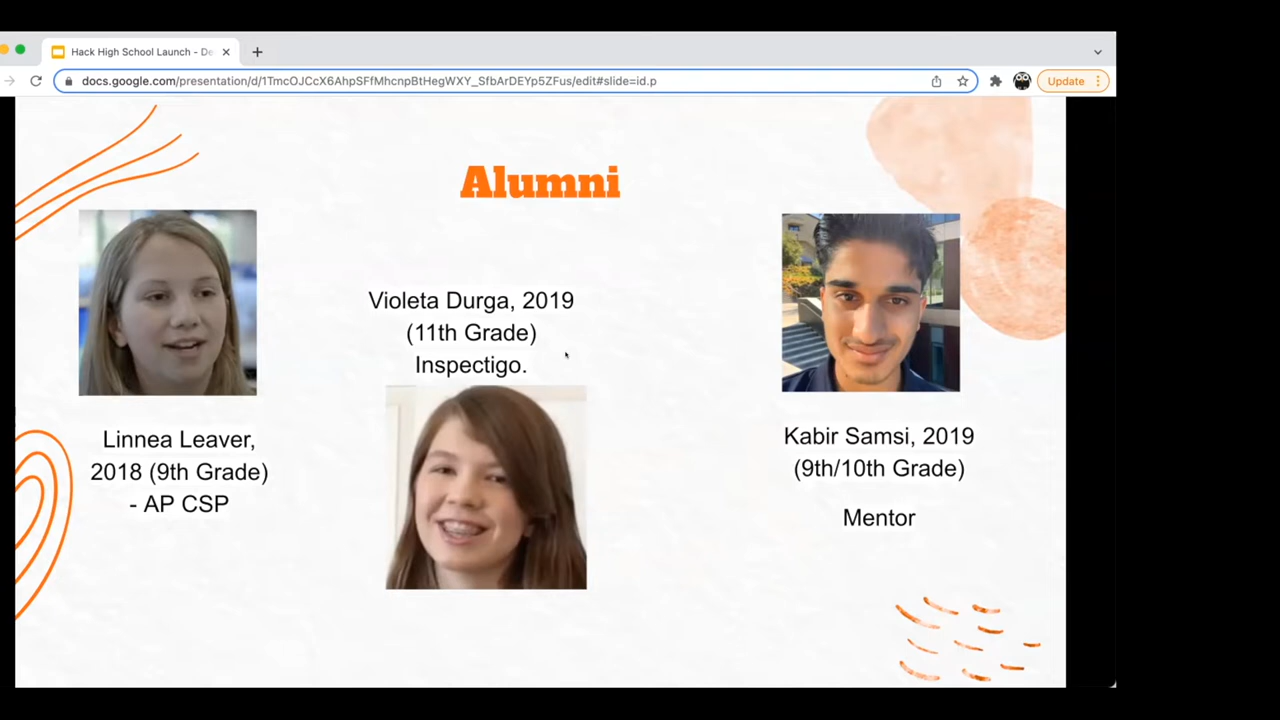 Hack High School Launch - De
docs.google.com/presentation/d/1TmcOJCcX6AhpSFfMhcnpBtHegWXY_SfbArDEYp5ZFus/edit#slide=id.p
Update
Alumni
Linnea Leaver,
2018 (9th Grade)
- AP CSP
Violeta Durga, 2019
(11th Grade)
Inspectigo.
Kabir Samsi, 2019
(9th/10th Grade)
Mentor